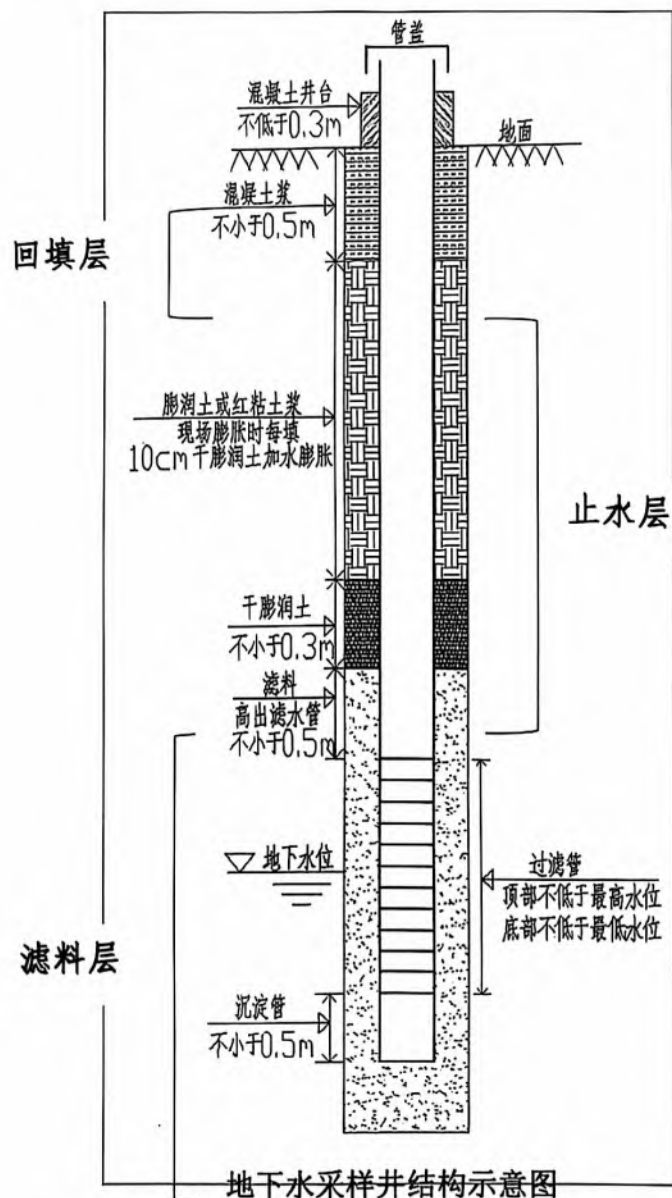 管盖
混凝土井台
不低于0.3m
地面
混凝土浆
不小于0.5m
回填层
膨润土或红粘土浆
现场膨胀时每填
10cm干膨润土加水膨胀
止水层
干膨润土
不小于0.3m
滤料
高出滤水管
不小于0.5m
地下水位
过滤管
顶部不低于最高水位
底部不低于最低水位
滤料层
沉淀管
不小于0.5m
地下水采样井结构示意图